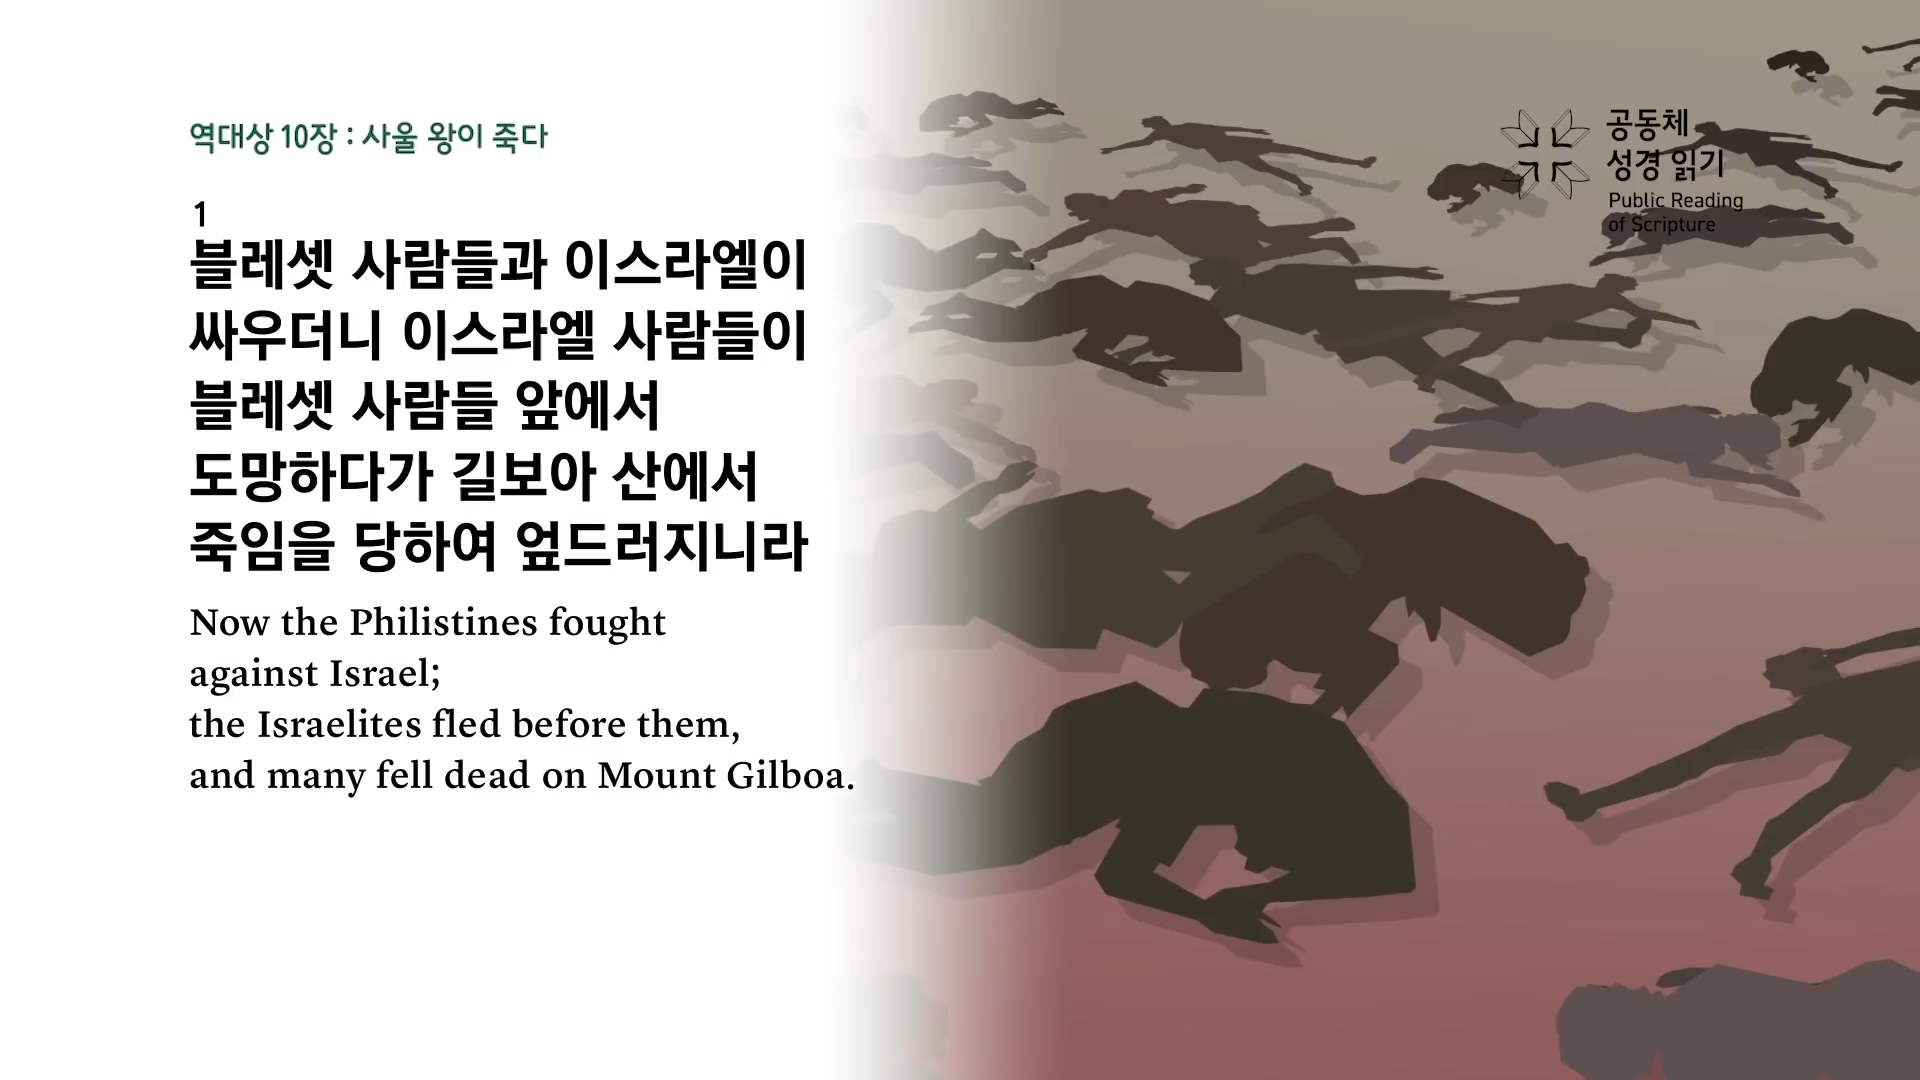 역대상 10장 : 사울 왕이 죽다
1
블레셋 사람들과 이스라엘이
싸우더니 이스라엘 사람들이
블레셋 사람들 앞에서
도망하다가 길보아 산에서
죽임을 당하여 엎드러지니라
Now the Philistines fought
against Israel;
the Israelites fled before them,
and many fell dead on Mount Gilboa.
공동체
성경 읽기
Public Reading
of Scripture